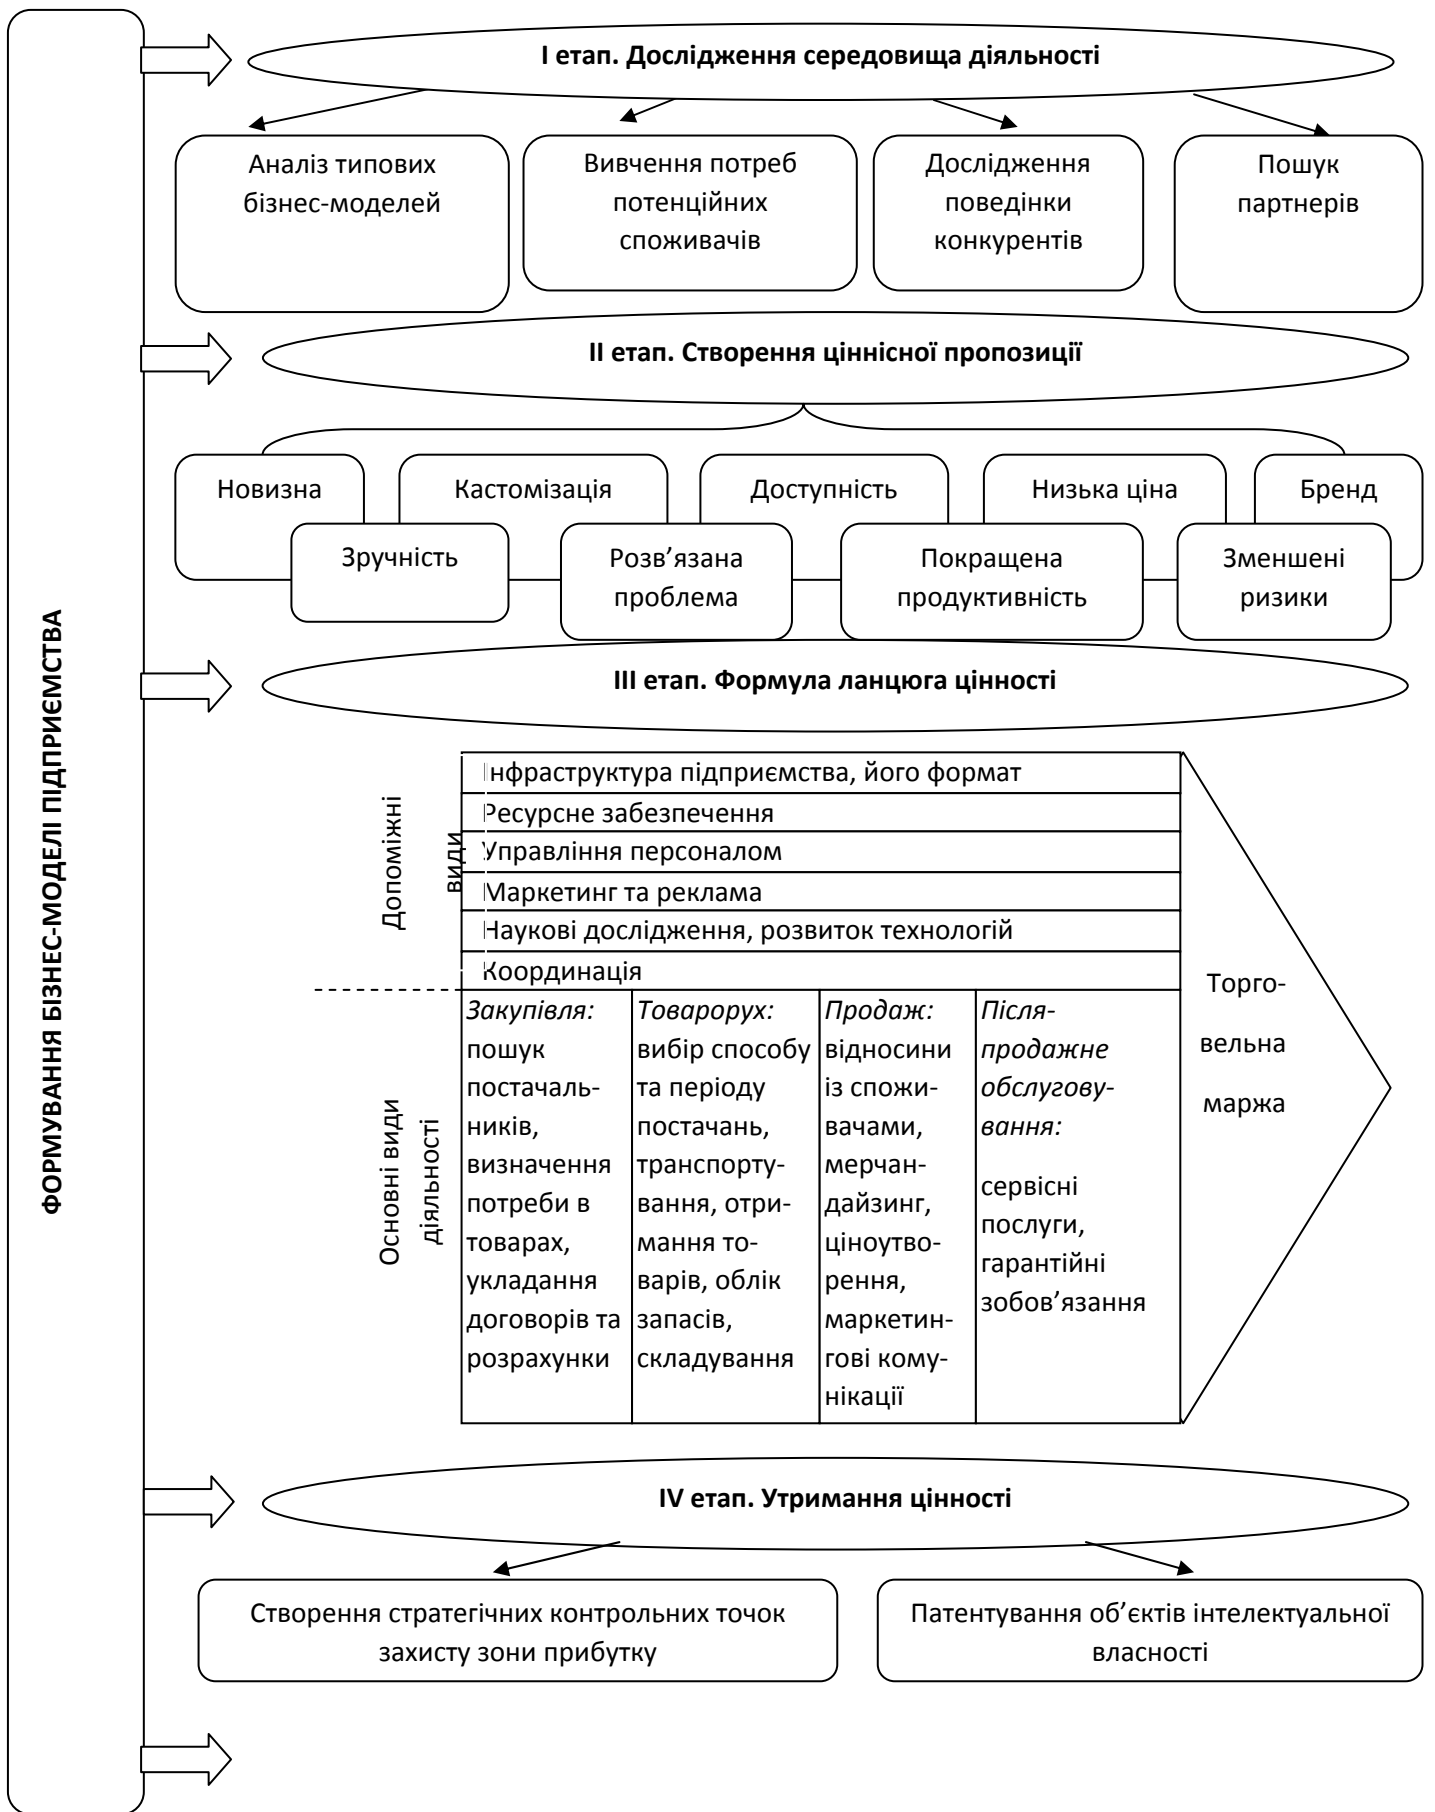 ФОРМУВАННЯ БІЗНЕС-МОДЕЛІ ПІДПРИЄМСТВА
І етап. Дослідження середовища діяльності
Аналіз типових
бізнес-моделей
Вивчення потреб
потенційних
споживачів
Дослідження
поведінки
конкурентів
Пошук
партнерів
ІІ етап. Створення ціннісної пропозиції
Новизна
Кастомізація
Доступність
Низька ціна
Бренд
Зручність
Розв’язана
проблема
Покращена
продуктивність
Зменшені
ризики
ІІІ етап. Формула ланцюга цінності
Допоміжні
види
Інфраструктура підприємства, його формат
Ресурсне забезпечення
Управління персоналом
Маркетинг та реклама
Наукові дослідження, розвиток технологій
Координація
Основні види
діяльності
Закупівля:
пошук
постачаль-
ників,
визначення
потреби в
товарах,
укладання
договорів та
розрахунки
Товарорух:
вибір способу
та періоду
постачань,
транспорту-
вання, отри-
мання то-
варів, облік
запасів,
складування
Продаж:
відносини
із спожи-
вачами,
мерчан-
дайзинг,
ціноутво-
рення,
маркетин-
гові кому-
нікації
Після-
продажне
обслугову-
вання:
сервісні
послуги,
гарантійні
зобов’язання
Торго-
вельна
маржа
IV етап. Утримання цінності
Створення стратегічних контрольних точок
захисту зони прибутку
Патентування об’єктів інтелектуальної
власності